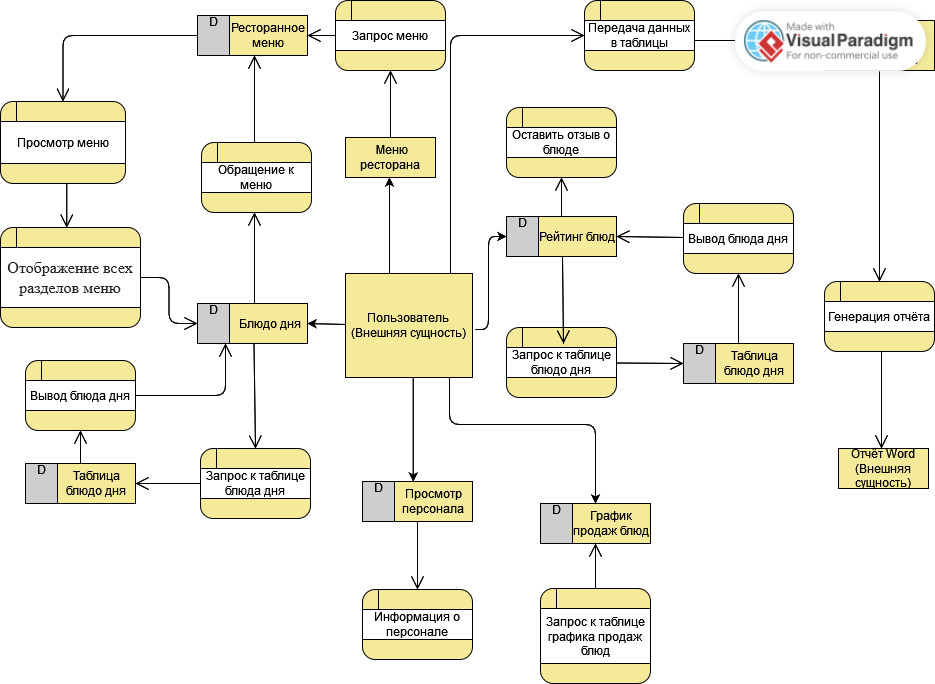 D
Ресторанное
меню
Запрос меню
Передача данных
в таблицы
Made with
VisualParadigm
For non-commercial use
Просмотр меню
Обращение к
меню
Меню
ресторана
Оставить отзыв о
блюде
D
Рейтинг блюд
Вывод блюда дня
Отображение всех
разделов меню
D
Блюдо дня
Пользователь
(Внешняя сущность)
Генерация отчёта
Запрос к таблице
блюдо дня
D
Таблица
блюдо дня
Вывод блюда дня
D
Таблица
блюдо дня
Запрос к таблице
блюда дня
D
Просмотр
персонала
D
График
продаж блюд
Отчёт Word
(Внешняя
сущность)
Информация о
персонале
Запрос к таблице
графика продаж
блюд